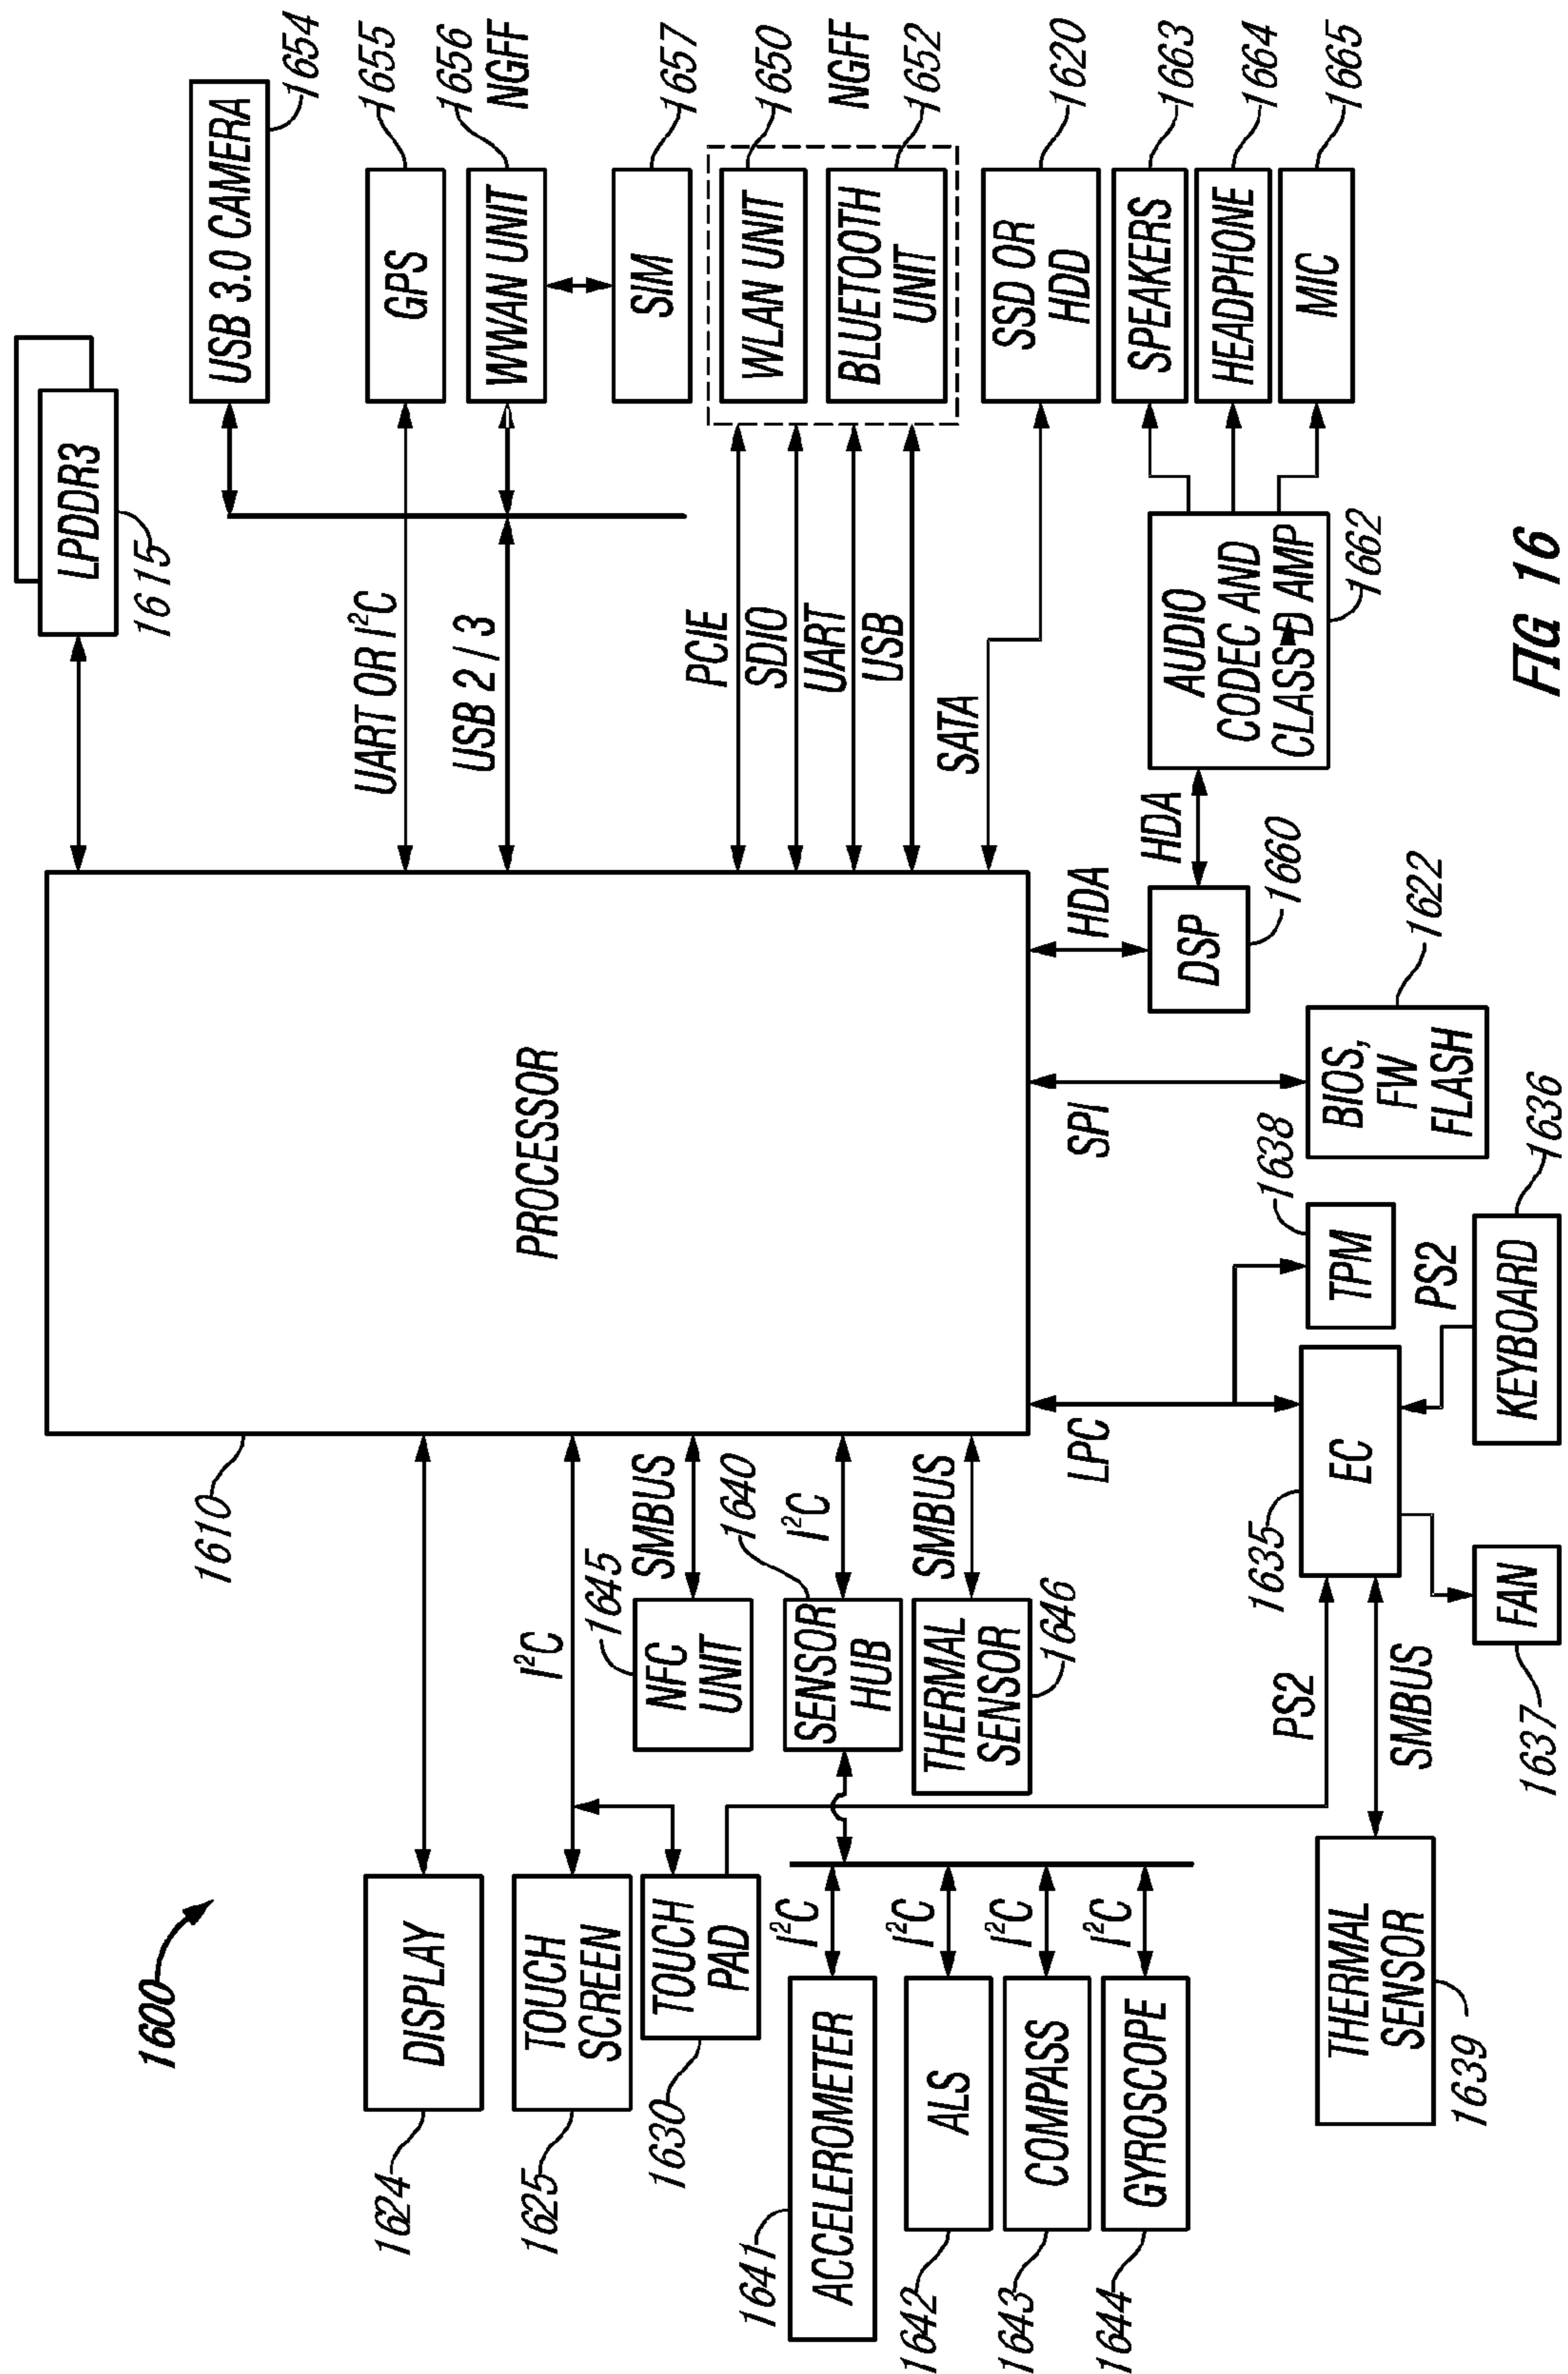 1600
LPDDR3
1615
USB 3.0 CAMERA
1654
1610
PROCESSOR
DISPLAY
1624
UART OR I²C
GPS
1655
USB 2 / 3
WWAN UNIT
1656
NGFF
SIM
1657
TOUCH
SCREEN
1625
I²C
TOUCH
PAD
1630
NFC
UNIT
1645
SMBUS
PCIE
SDIO
UART
USB
WLAN UNIT
1650
NGFF
BLUETOOTH
UNIT
1652
SENSOR
HUB
1640
I²C
THERMAL
SENSOR
1646
SMBUS
SATA
SSD OR
HDD
1620
ACCELEROMETER
1641
I²C
ALS
1642
I²C
COMPASS
1643
I²C
GYROSCOPE
1644
I²C
LPC
SPI
HDA
DSP
1660
HDA
AUDIO
CODEC AND
CLASS D AMP
1662
SPEAKERS
1663
HEADPHONE
1664
MIC
1665
THERMAL
SENSOR
1639
PS2
SMBUS
EC
1635
TPM
1638
BIOS,
FW
FLASH
1622
FAN
1637
PS2
KEYBOARD
1636
FIG 16